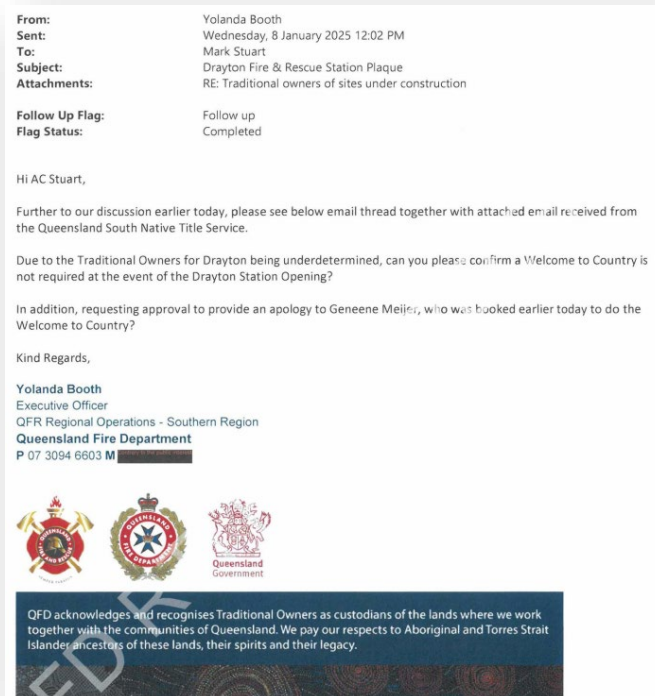 From: Yolanda Booth
Sent: Wednesday, 8 January 2025 12:02 PM
To: Mark Stuart
Subject: Drayton Fire & Rescue Station Plaque
Attachments: RE: Traditional owners of sites under construction
Follow Up Flag: Follow up
Flag Status: Completed
Hi AC Stuart,
Further to our discussion earlier today, please see below email thread together with attached email received from
the Queensland South Native Title Service.
Due to the Traditional Owners for Drayton being underdetermined, can you please confirm a Welcome to Country is
not required at the event of the Drayton Station Opening?
In addition, requesting approval to provide an apology to Geneene Meijer, who was booked earlier today to do the
Welcome to Country?
Kind Regards,
Yolanda Booth
Executive Officer
QFR Regional Operations - Southern Region
Queensland Fire Department
P 07 3094 6603 M
QUEENSLAND
FIRE AND RESCUE
QUEENSLAND
FIRE DEPARTMENT
Queensland
Government
QFD acknowledges and recognises Traditional Owners as custodians of the lands where we work
together with the communities of Queensland. We pay our respects to Aboriginal and Torres Strait
Islander ancestors of these lands, their spirits and their legacy.
ED R